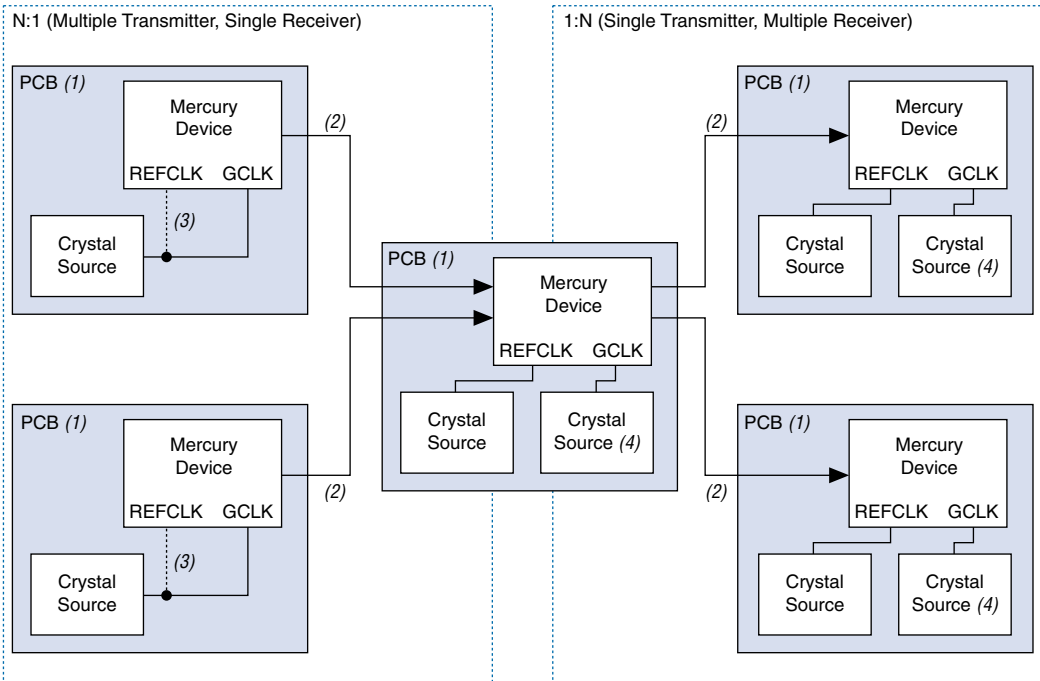 N:1 (Multiple Transmitter, Single Receiver)
1:N (Single Transmitter, Multiple Receiver)
PCB (1)
Mercury
Device
REFCLK GCLK
(2)
(3)
Crystal
Source
PCB (1)
Mercury
Device
REFCLK GCLK
(2)
Crystal
Source
Crystal
Source (4)
PCB (1)
Mercury
Device
REFCLK GCLK
Crystal
Source
Crystal
Source (4)
PCB (1)
Mercury
Device
REFCLK GCLK
(2)
(3)
Crystal
Source
PCB (1)
Mercury
Device
REFCLK GCLK
(2)
Crystal
Source
Crystal
Source (4)